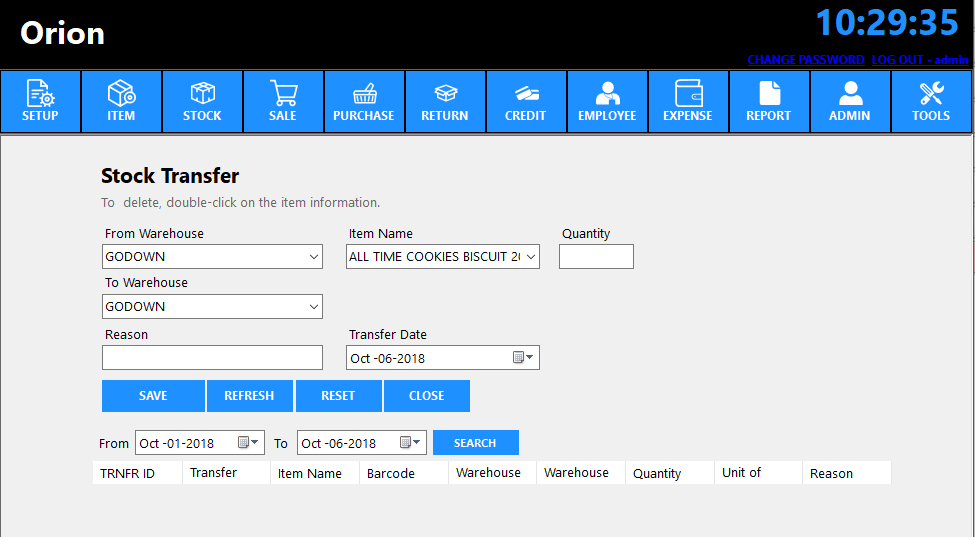 Orion
10:29:35
CHANGE PASSWORD LOG OUT - admin
SETUP ITEM STOCK SALE PURCHASE RETURN CREDIT EMPLOYEE EXPENSE REPORT ADMIN TOOLS
Stock Transfer
To delete, double-click on the item information.
From Warehouse Item Name Quantity
GODOWN ALL TIME COOKIES BISCUIT
To Warehouse
GODOWN
Reason Transfer Date
Oct -06-2018
SAVE REFRESH RESET CLOSE
From Oct -01-2018 To Oct -06-2018 SEARCH
TRNFR ID Transfer Item Name Barcode Warehouse Warehouse Quantity Unit of Reason